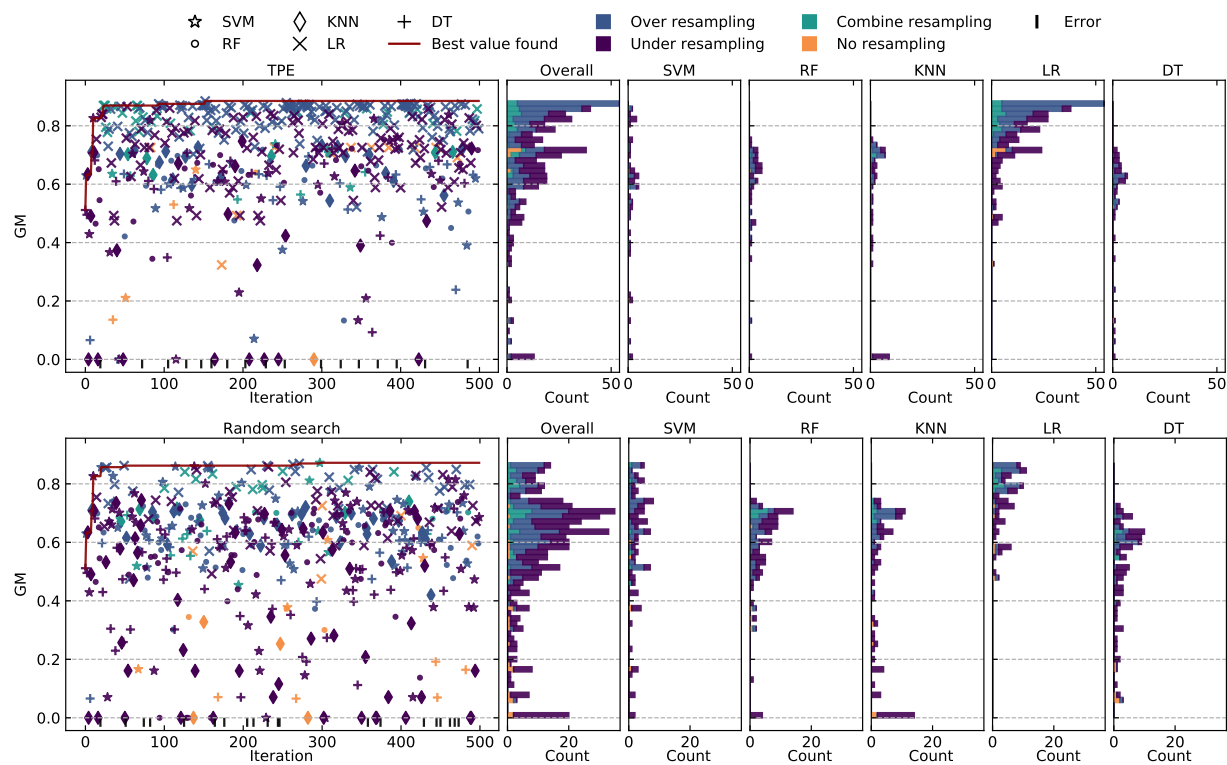 SVM KNN DT Over resampling Combine resampling Error
RF LR Best value found Under resampling No resampling
TPE Overall SVM RF KNN LR DT
0.8
0.6
0.4
0.2
0.0
GM
0 100 200 300 400 500 0 50 0 50 0 50 0 50 0 50 0 50
Iteration Count Count Count Count Count Count
Random search Overall SVM RF KNN LR DT
0.8
0.6
0.4
0.2
0.0
GM
0 100 200 300 400 500 0 20 0 20 0 20 0 20 0 20 0 20
Iteration Count Count Count Count Count Count